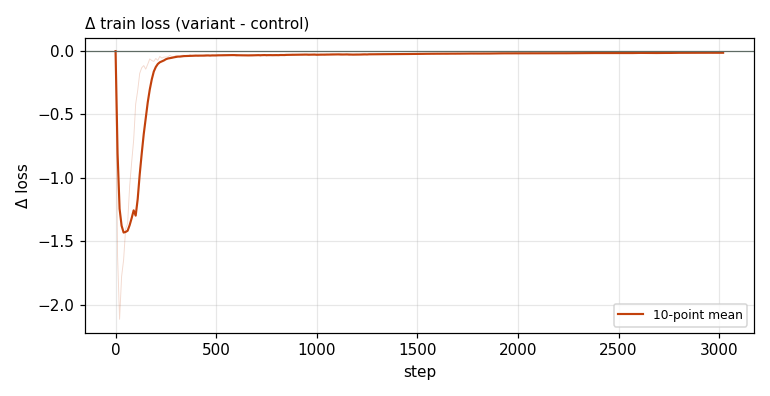 Δ train loss (variant - control)
0.0
−0.5
−1.0
−1.5
−2.0
Δ loss
10-point mean
0 500 1000 1500 2000 2500 3000
step